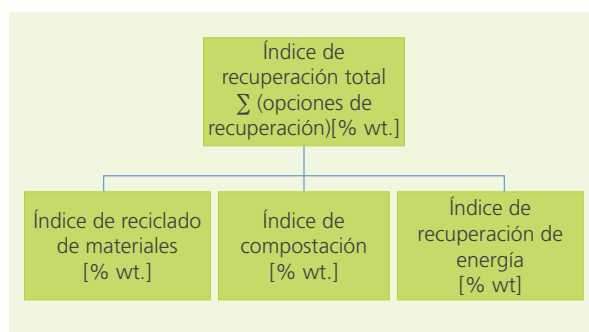 Índice de
recuperación total
∑ (opciones de
recuperación)[% wt.]
Índice de reciclado
de materiales
[% wt.]
Índice de
compostación
[% wt.]
Índice de
recuperación de
energía
[% wt]